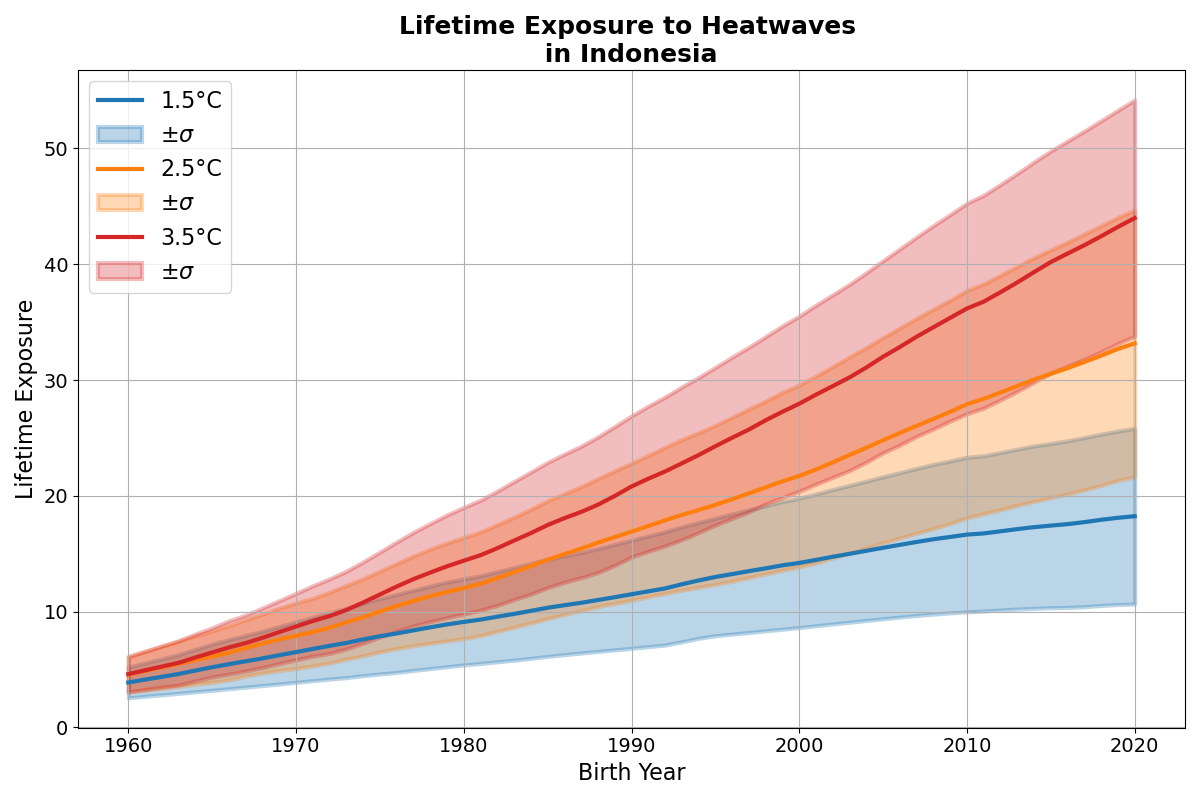 Lifetime Exposure to Heatwaves
in Indonesia
1.5°C
±σ
2.5°C
±σ
3.5°C
±σ
Lifetime Exposure
50
40
30
20
10
0
1960 1970 1980 1990 2000 2010 2020
Birth Year